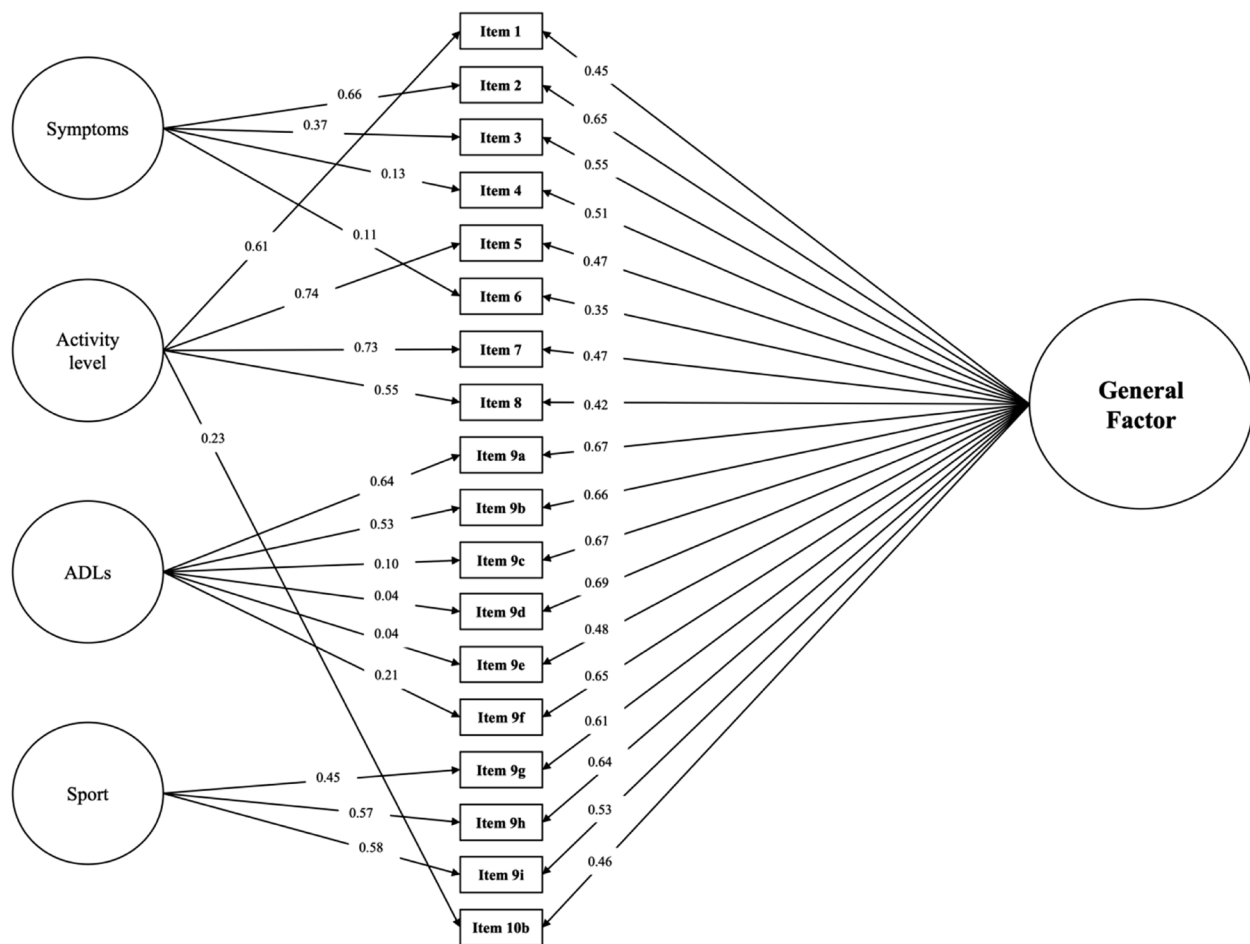 Symptoms
Activity
level
ADLs
Sport
0.66
0.37
0.13
0.11
0.61
0.74
0.73
0.55
0.23
0.64
0.53
0.10
0.04
0.04
0.21
0.45
0.57
0.58
Item 1
Item 2
Item 3
Item 4
Item 5
Item 6
Item 7
Item 8
Item 9a
Item 9b
Item 9c
Item 9d
Item 9e
Item 9f
Item 9g
Item 9h
Item 9i
Item 10b
0.45
0.65
0.55
0.51
0.47
0.35
0.47
0.42
0.67
0.66
0.67
0.69
0.48
0.65
0.61
0.64
0.53
0.46
General
Factor